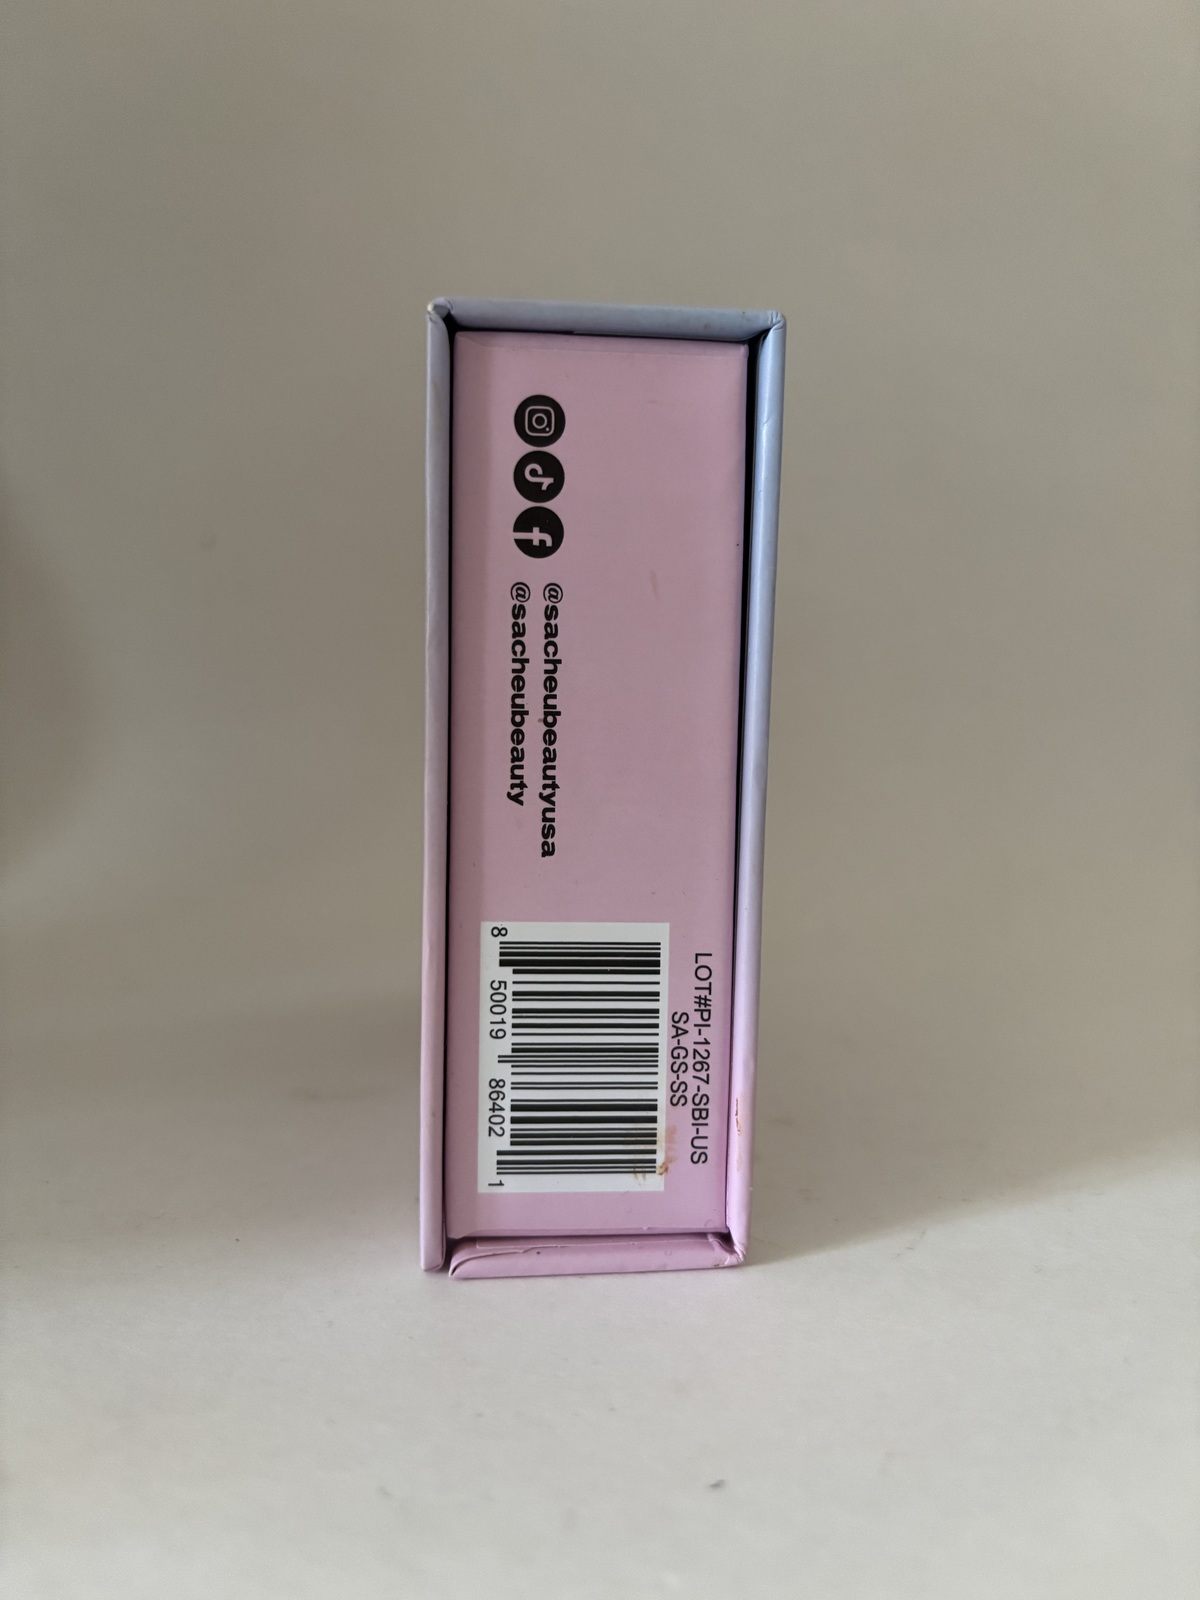 @sacheubeautyusa
@sacheubeauty
LOT#PI-1267-SBI-US
SA-GS-SS
8 50019 86402 1